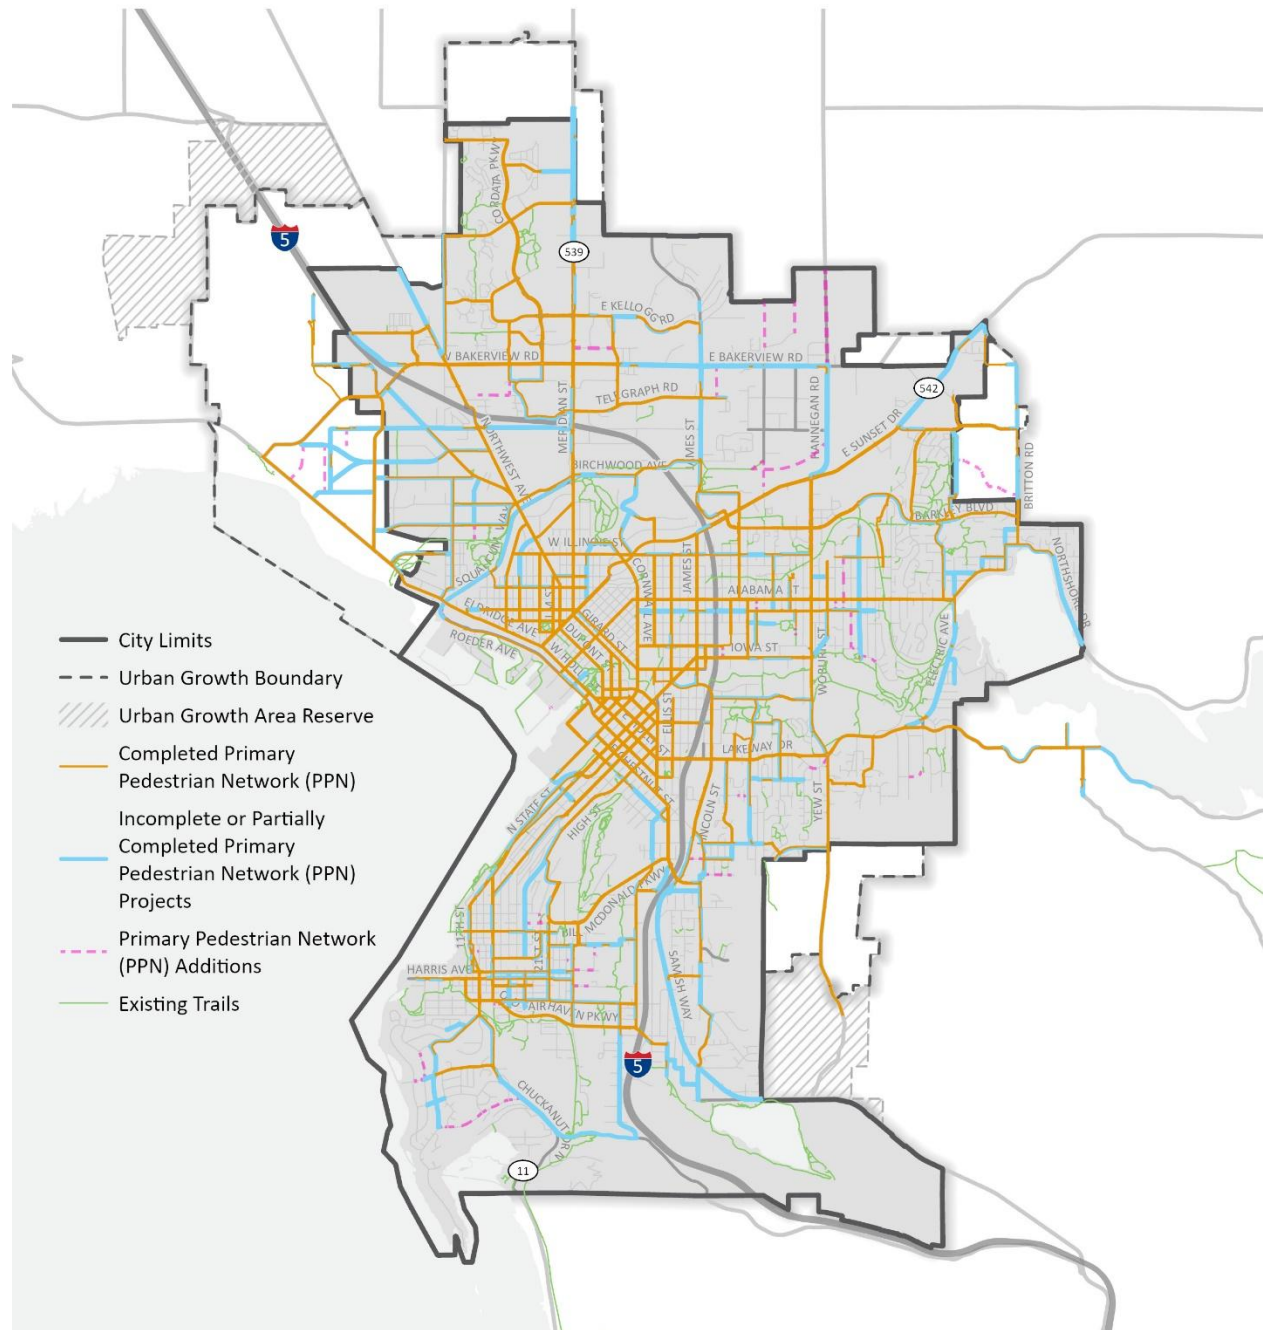 CORDATA PKWY
5
539
E KELLOGG RD
W BAKERVIEW RD
E BAKERVIEW RD
542
TELEGRAPH RD
MERIDIAN ST
HANNEGAN RD
E SUNSET DR
NORTHWEST AVE
JAMES ST
BIRCHWOOD AVE
BRITTON RD
BARKLEY BLVD
SQUALICUM WAY
W ILLINOIS ST
CORNWALL AVE
JAMES ST
NORTHSHORE DR
ALABAMA ST
ELDRIDGE AVE
GIRARD ST
DUPONT
ROEDER AVE
IOWA ST
WOBURN ST
ELECTRIC AVE
ELLIS ST
LAKEWAY DR
E CHESTNUT ST
N STATE ST
HIGH ST
LINCOLN ST
YEW ST
BILL MCDONALD PKWY
11TH ST
21ST ST
HARRIS AVE
SAMISH WAY
OLD FAIRHAVEN PKWY
5
CHUCKANUT DR N
11
City Limits
Urban Growth Boundary
Urban Growth Area Reserve
Completed Primary
Pedestrian Network (PPN)
Incomplete or Partially
Completed Primary
Pedestrian Network (PPN)
Projects
Primary Pedestrian Network
(PPN) Additions
Existing Trails